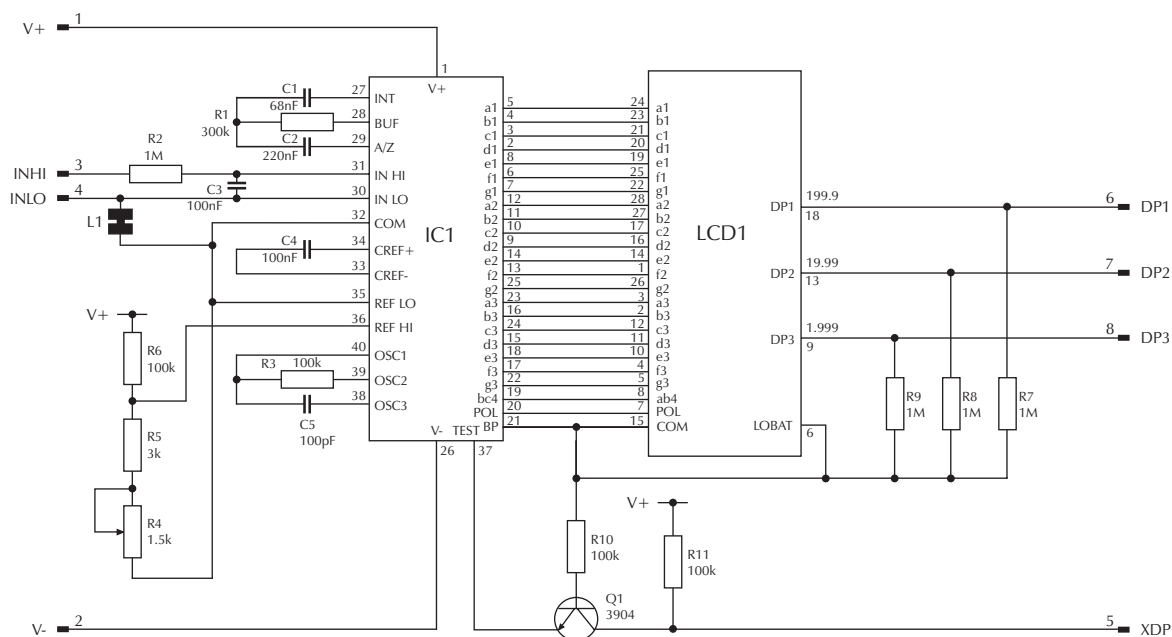 V+ 1
INHI 3
INLO 4
V- 2
R2
1M
C3
100nF
L1
V+
R6
100k
R5
3k
R4
1.5k
C1
68nF
R1
300k
C2
220nF
C4
100nF
R3 100k
C5
100pF
IC1
1
V+
27 INT
28 BUF
29 A/Z
31 IN HI
30 IN LO
32 COM
34 CREF+
33 CREF-
35 REF LO
36 REF HI
40 OSC1
39 OSC2
38 OSC3
V- 26
TEST 37
a1 5 24 a1
b1 4 23 b1
c1 3 21 c1
d1 2 20 d1
e1 8 19 e1
f1 6 25 f1
g1 7 22 g1
a2 12 28 a2
b2 11 27 b2
c2 10 17 c2
d2 9 16 d2
e2 14 14 e2
f2 13 1 f2
g2 25 26 g2
a3 23 3 a3
b3 16 2 b3
c3 24 12 c3
d3 15 11 d3
e3 18 10 e3
f3 17 4 f3
g3 22 5 g3
bc4 19 8 ab4
POL 20 7 POL
BP 21 15 COM
LCD1
DP1 199.9
18
DP2 19.99
13
DP3 1.999
9
LOBAT 6
6 DP1
7 DP2
8 DP3
R9
1M
R8
1M
R7
1M
V+
R10
100k
R11
100k
Q1
3904
5 XDP